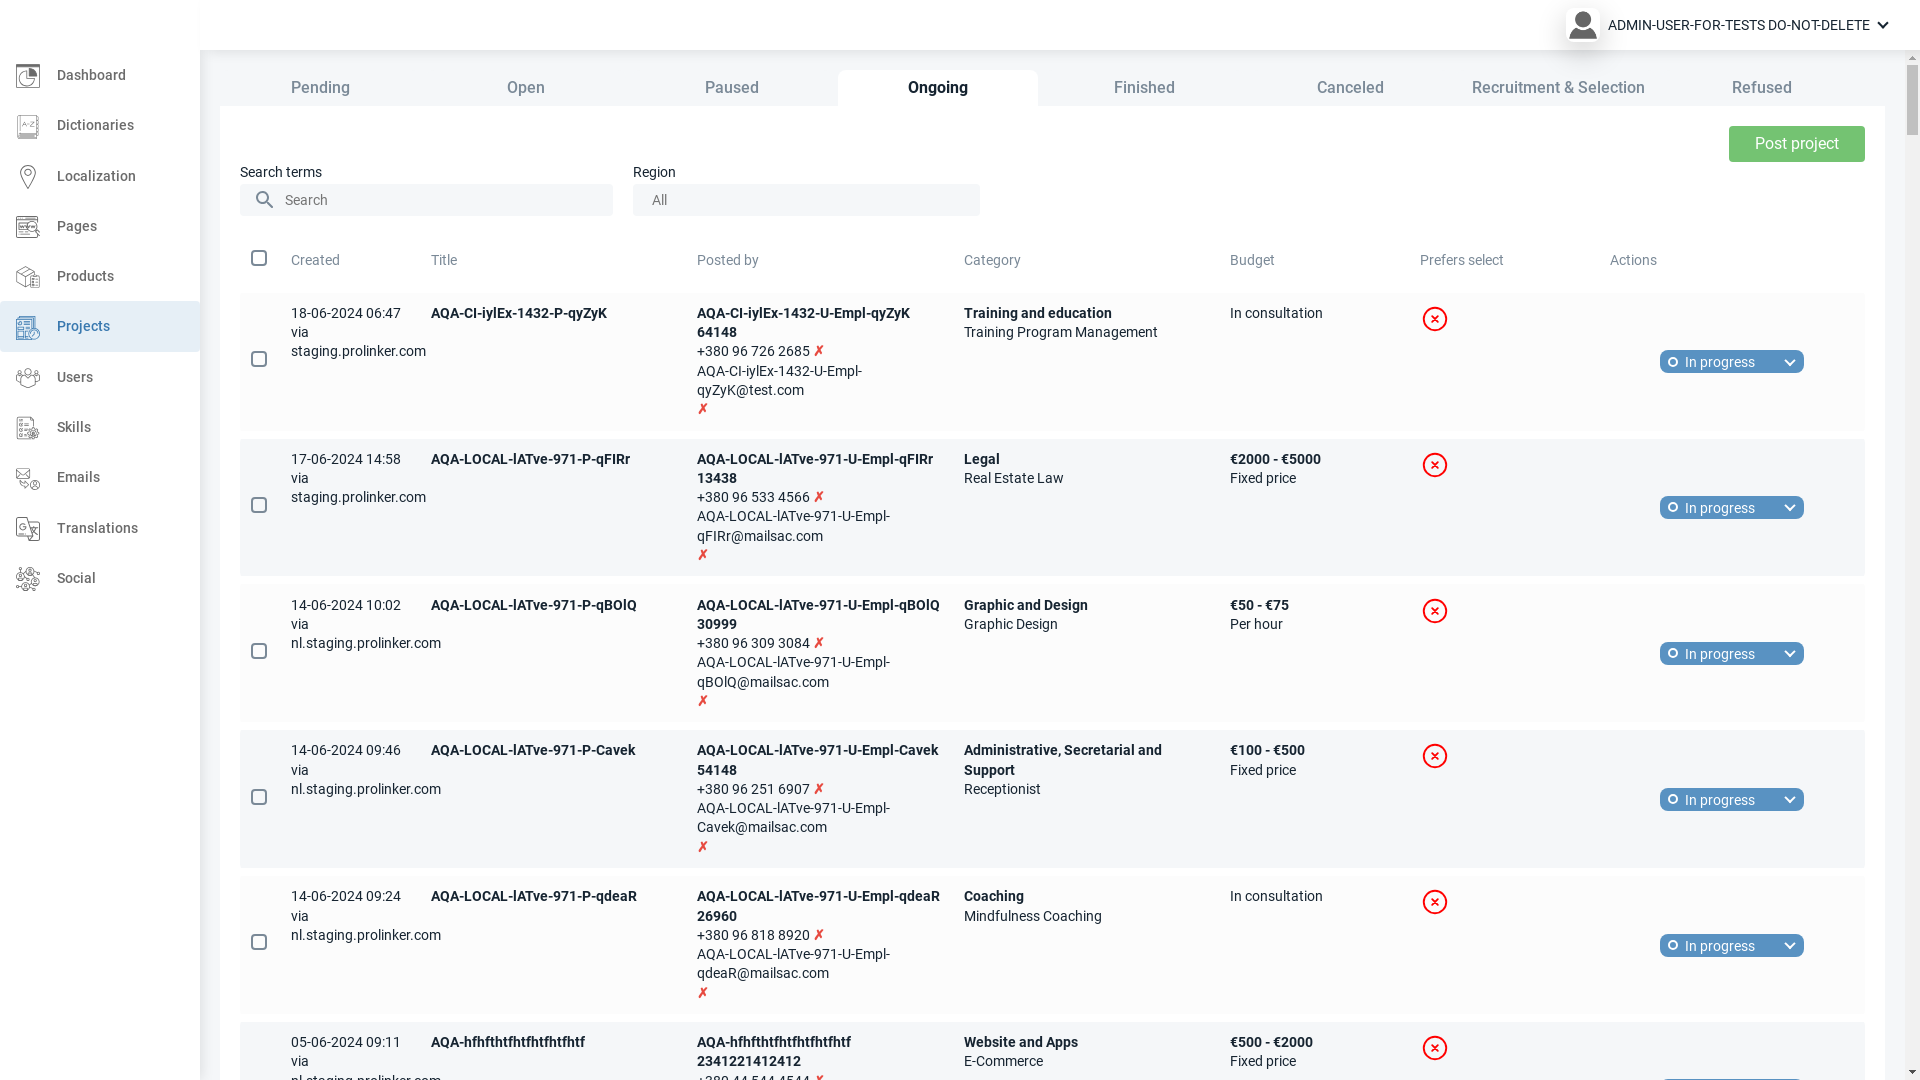 ADMIN-USER-FOR-TESTS DO-NOT-DELETE
Dashboard
Dictionaries
Localization
Pages
Products
Projects
Users
Skills
Emails
Translations
Social
Pending Open Paused Ongoing Finished Canceled Recruitment & Selection Refused
Post project
Search terms Region
Search All
Created Title Posted by Category Budget Prefers select Actions
18-06-2024 06:47 AQA-CI-iylEx-1432-P-qyZyK AQA-CI-iylEx-1432-U-Empl-qyZyK Training and education In consultation
via 64148 Training Program Management
staging.prolinker.com +380 96 726 2685 ✗
In progress
AQA-CI-iylEx-1432-U-Empl-
qyZyK@test.com
✗
17-06-2024 14:58 AQA-LOCAL-lATve-971-P-qFIRr AQA-LOCAL-lATve-971-U-Empl-qFIRr Legal €2000 - €5000
via 13438 Real Estate Law Fixed price
staging.prolinker.com +380 96 533 4566 ✗
In progress
AQA-LOCAL-lATve-971-U-Empl-
qFIRr@mailsac.com
✗
14-06-2024 10:02 AQA-LOCAL-lATve-971-P-qBOlQ AQA-LOCAL-lATve-971-U-Empl-qBOlQ Graphic and Design €50 - €75
via 30999 Graphic Design Per hour
nl.staging.prolinker.com +380 96 309 3084 ✗
In progress
AQA-LOCAL-lATve-971-U-Empl-
qBOlQ@mailsac.com
✗
14-06-2024 09:46 AQA-LOCAL-lATve-971-P-Cavek AQA-LOCAL-lATve-971-U-Empl-Cavek Administrative, Secretarial and €100 - €500
via 54148 Support Fixed price
nl.staging.prolinker.com +380 96 251 6907 ✗ Receptionist
In progress
AQA-LOCAL-lATve-971-U-Empl-
Cavek@mailsac.com
✗
14-06-2024 09:24 AQA-LOCAL-lATve-971-P-qdeaR AQA-LOCAL-lATve-971-U-Empl-qdeaR Coaching In consultation
via 26960 Mindfulness Coaching
nl.staging.prolinker.com +380 96 818 8920 ✗
In progress
AQA-LOCAL-lATve-971-U-Empl-
qdeaR@mailsac.com
✗
05-06-2024 09:11 AQA-hfhfthtfhtfhtfhtfhtf AQA-hfhfthtfhtfhtfhtfhtf Website and Apps €500 - €2000
via 2341221412412 E-Commerce Fixed price
nl.staging.prolinker.com +380 44 544 4544 ✗